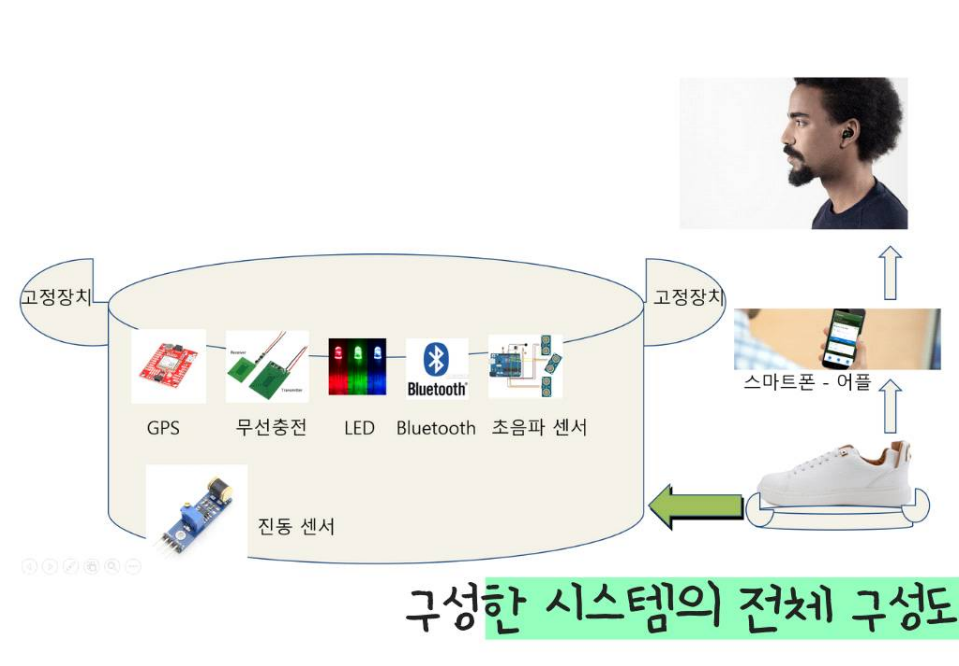 고정장치
고정장치
Receiver
Transmitter
Bluetooth
GPS
무선충전
LED
Bluetooth
초음파 센서
스마트폰 - 어플
진동 센서
구성한 시스템의 전체 구성도